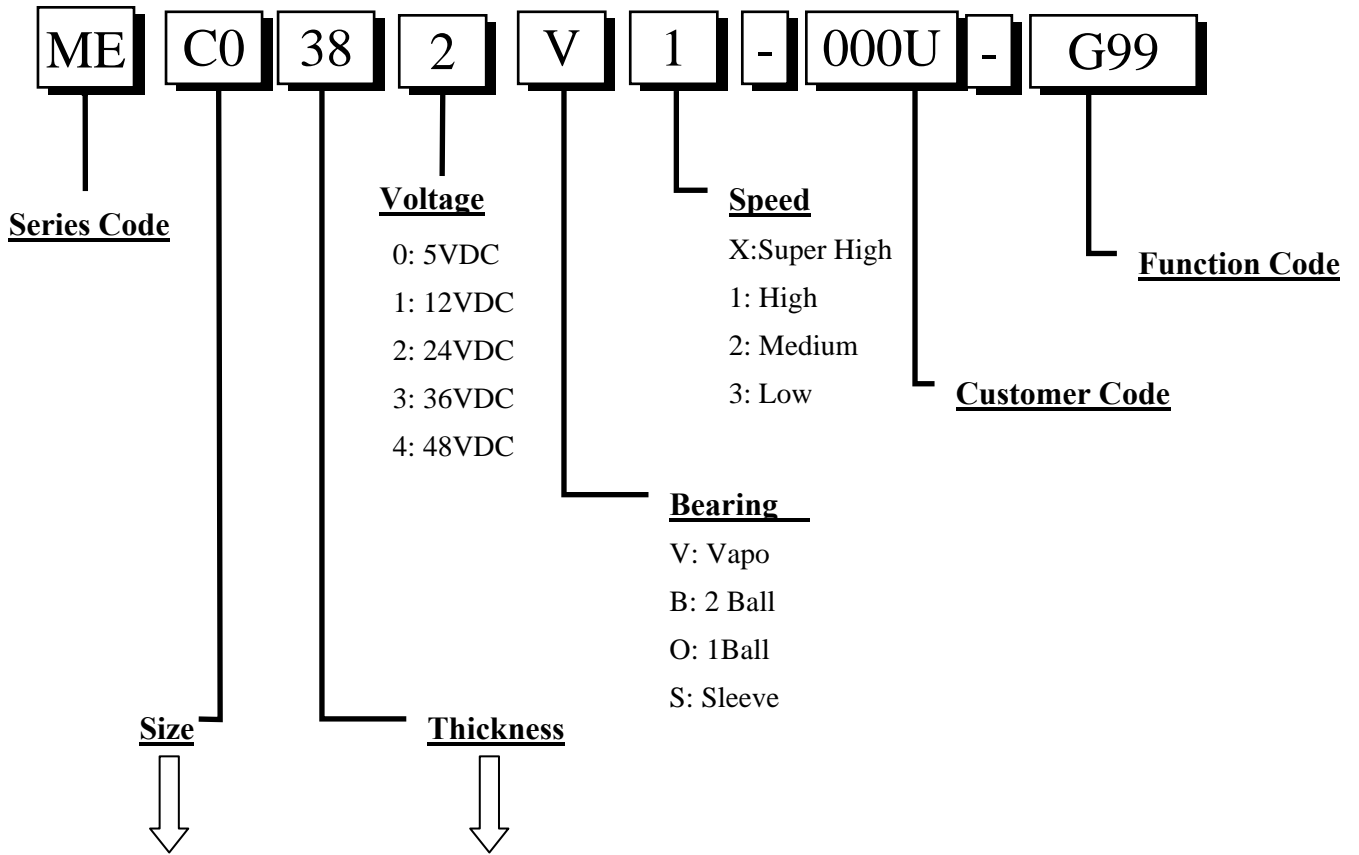 ME C0 38 2 V 1 - 000U - G99
Series Code
Voltage
0: 5VDC
1: 12VDC
2: 24VDC
3: 36VDC
4: 48VDC
Speed
X:Super High
1: High
2: Medium
3: Low
Function Code
Customer Code
Bearing
V: Vapo
B: 2 Ball
O: 1Ball
S: Sleeve
Size
Thickness